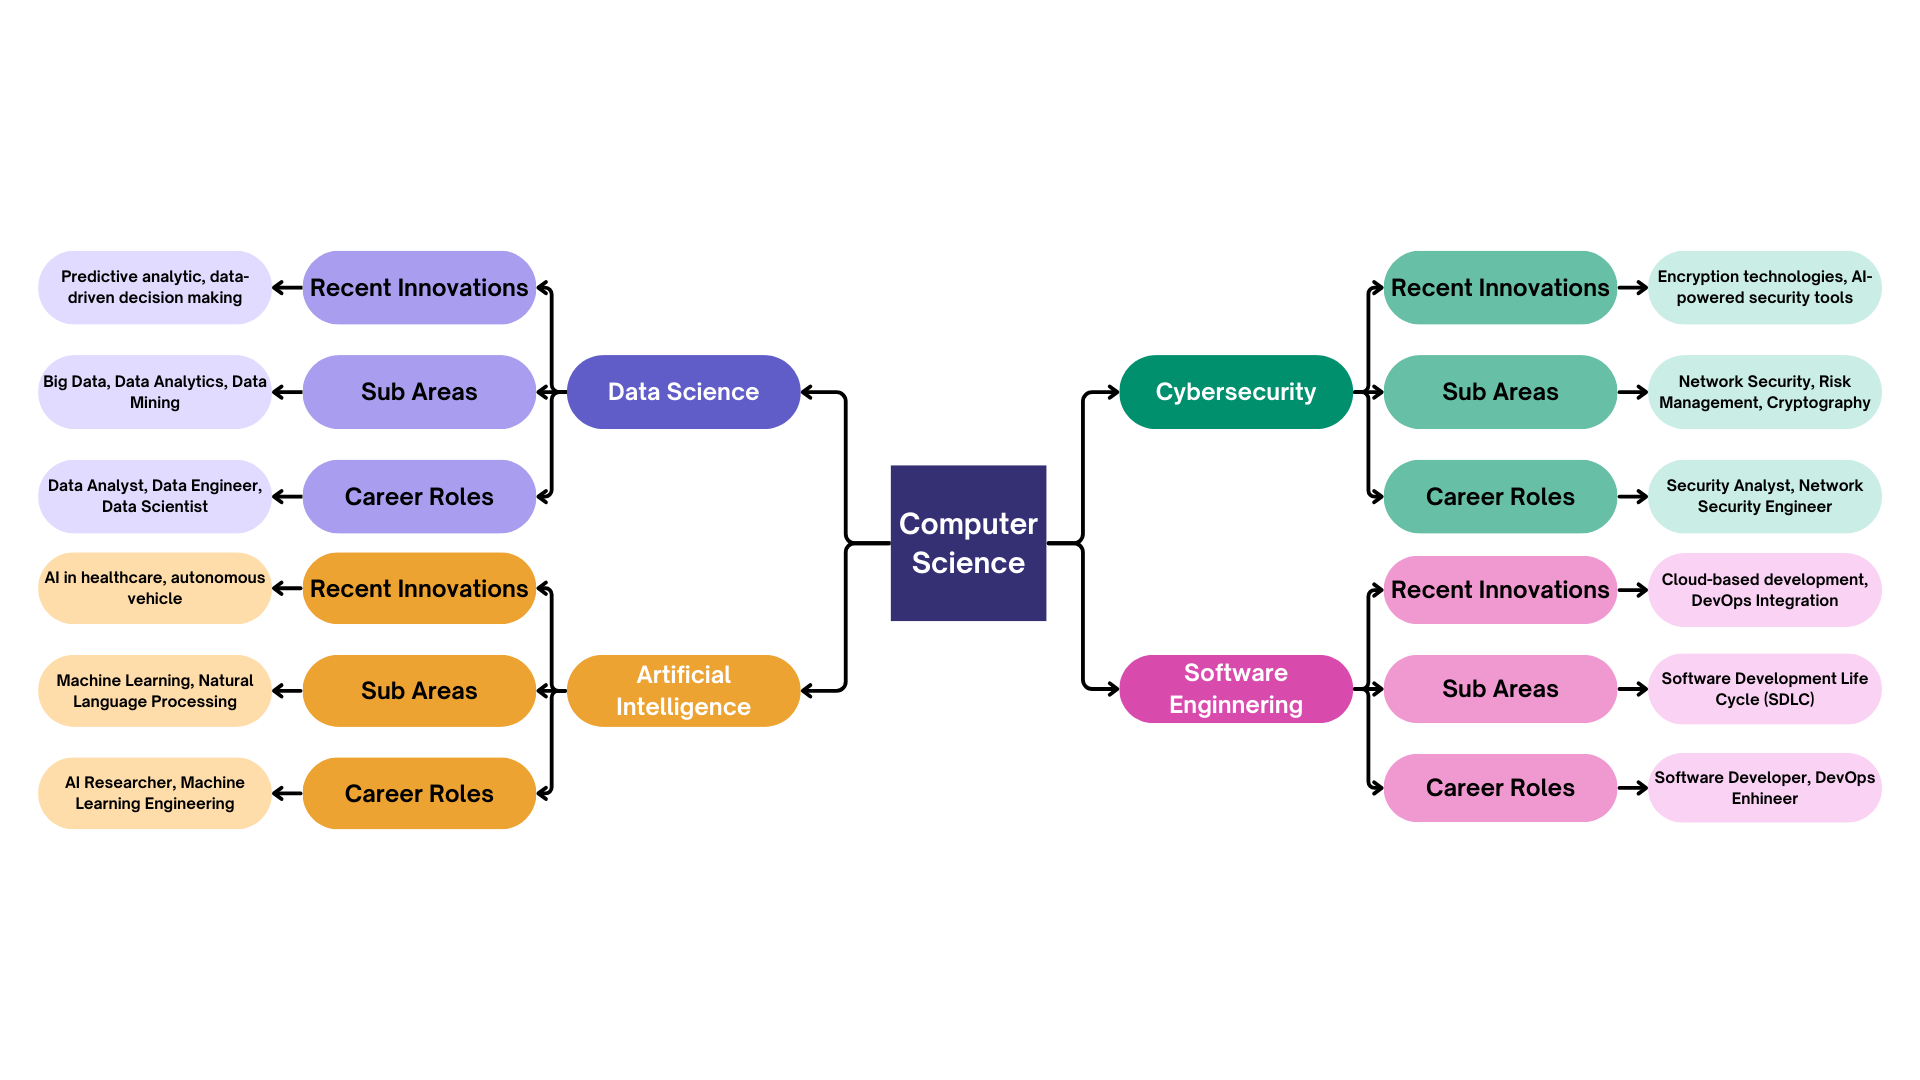 Computer
Science
Data Science
Recent Innovations
Predictive analytic, data-
driven decision making
Sub Areas
Big Data, Data Analytics, Data
Mining
Career Roles
Data Analyst, Data Engineer,
Data Scientist
Artificial
Intelligence
Recent Innovations
AI in healthcare, autonomous
vehicle
Sub Areas
Machine Learning, Natural
Language Processing
Career Roles
AI Researcher, Machine
Learning Engineering
Cybersecurity
Recent Innovations
Encryption technologies, AI-
powered security tools
Sub Areas
Network Security, Risk
Management, Cryptography
Career Roles
Security Analyst, Network
Security Engineer
Software
Enginnering
Recent Innovations
Cloud-based development,
DevOps Integration
Sub Areas
Software Development Life
Cycle (SDLC)
Career Roles
Software Developer, DevOps
Enhineer